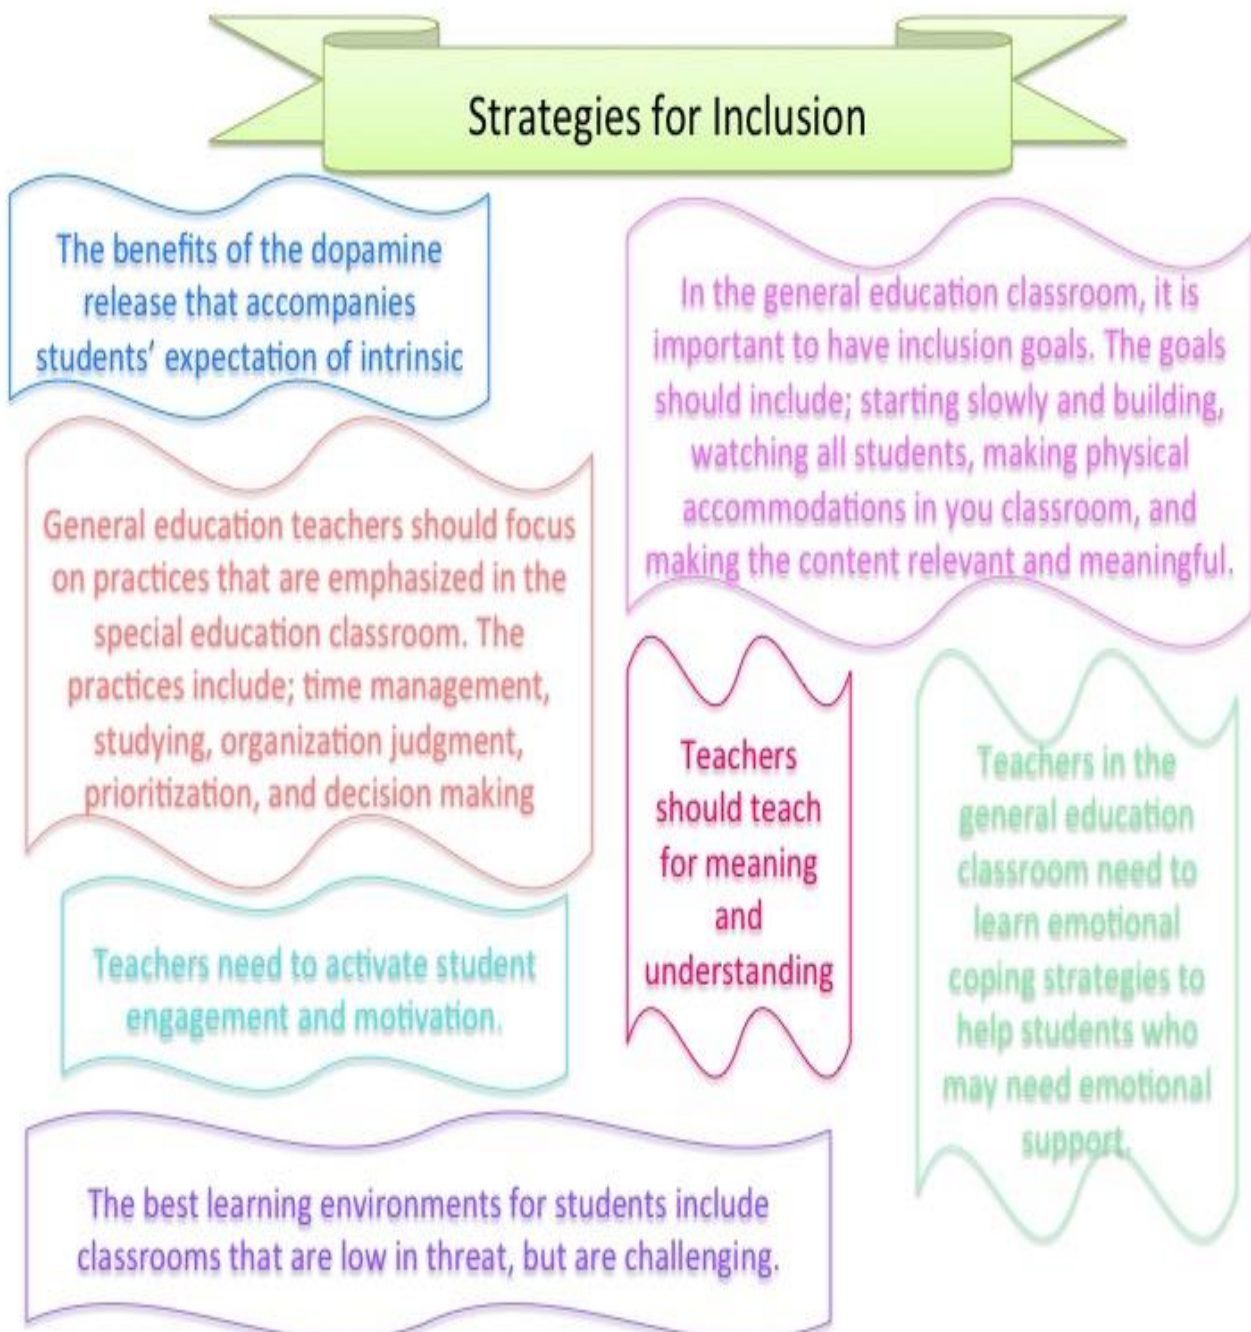 Strategies for Inclusion
The benefits of the dopamine
release that accompanies
students’ expectation of intrinsic
In the general education classroom, it is
important to have inclusion goals. The goals
should include; starting slowly and building,
watching all students, making physical
accommodations in you classroom, and
making the content relevant and meaningful.
General education teachers should focus
on practices that are emphasized in the
special education classroom. The
practices include; time management,
studying, organization judgment,
prioritization, and decision making
Teachers
should teach
for meaning
and
understanding
Teachers in the
general education
classroom need to
learn emotional
coping strategies to
help students who
may need emotional
support.
Teachers need to activate student
engagement and motivation.
The best learning environments for students include
classrooms that are low in threat, but are challenging.